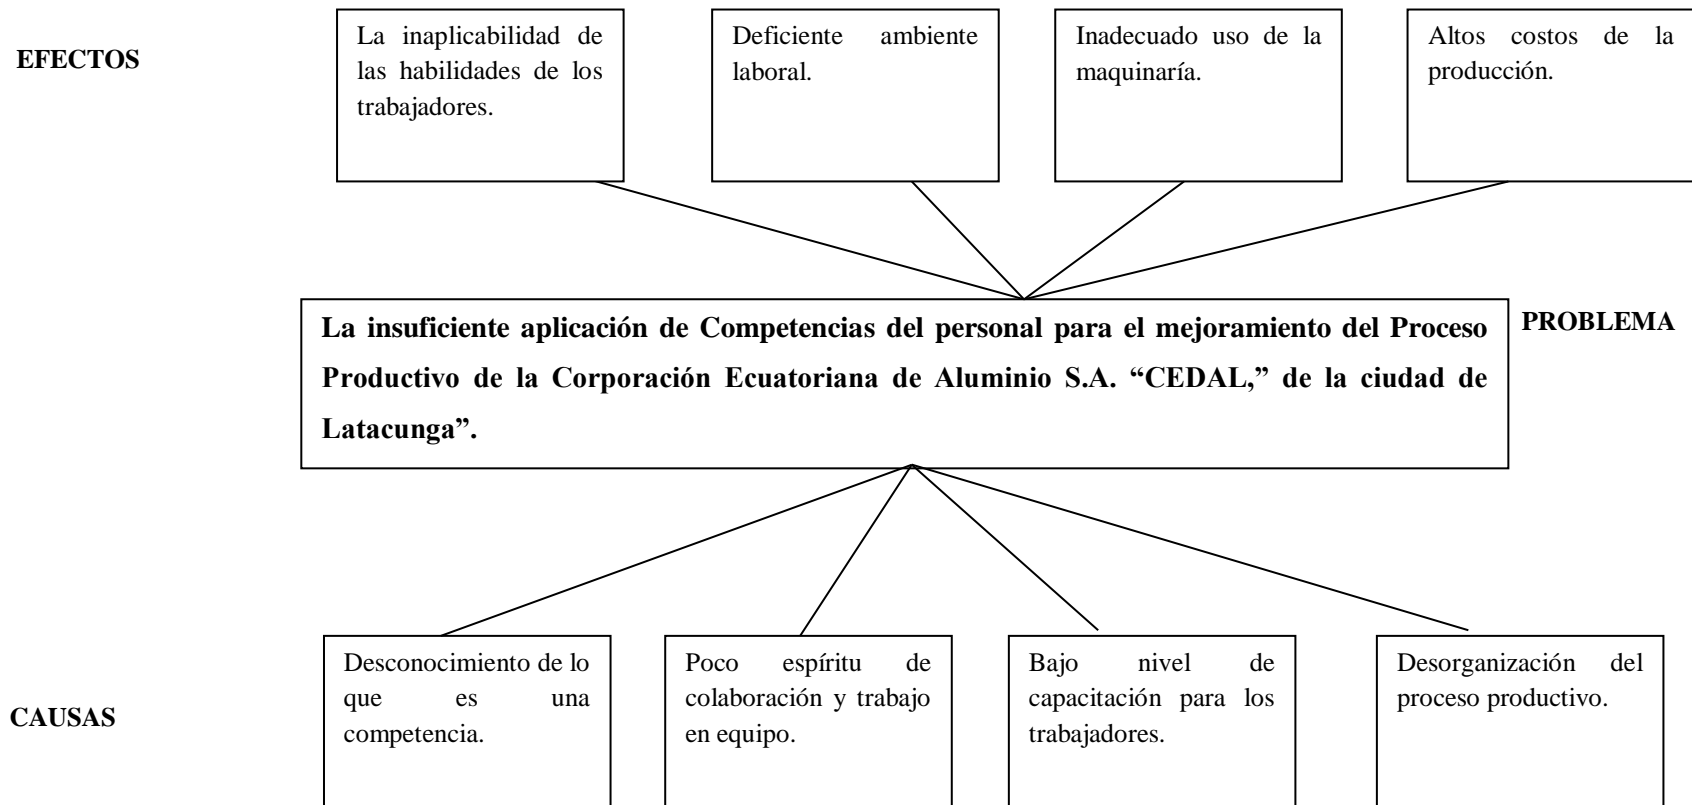 EFECTOS
La inaplicabilidad de
las habilidades de los
trabajadores.
Deficiente ambiente
laboral.
Inadecuado uso de la
maquinaría.
Altos costos de la
producción.
La insuficiente aplicación de Competencias del personal para el mejoramiento del Proceso
Productivo de la Corporación Ecuatoriana de Aluminio S.A. “CEDAL,” de la ciudad de
Latacunga”.
PROBLEMA
CAUSAS
Desconocimiento de lo
que es una
competencia.
Poco espíritu de
colaboración y trabajo
en equipo.
Bajo nivel de
capacitación para los
trabajadores.
Desorganización del
proceso productivo.